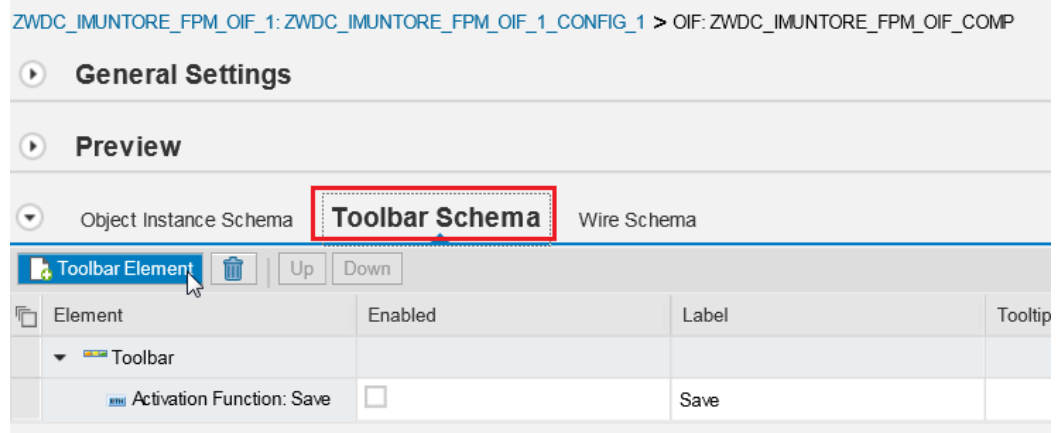 ZWDC_IMUNTORE_FPM_OIF_1: ZWDC_IMUNTORE_FPM_OIF_1_CONFIG_1 > OIF: ZWDC_IMUNTORE_FPM_OIF_COMP
General Settings
Preview
Object Instance Schema Toolbar Schema Wire Schema
Toolbar Element Up Down
Element Enabled Label Tooltip
Toolbar
Activation Function: Save Save